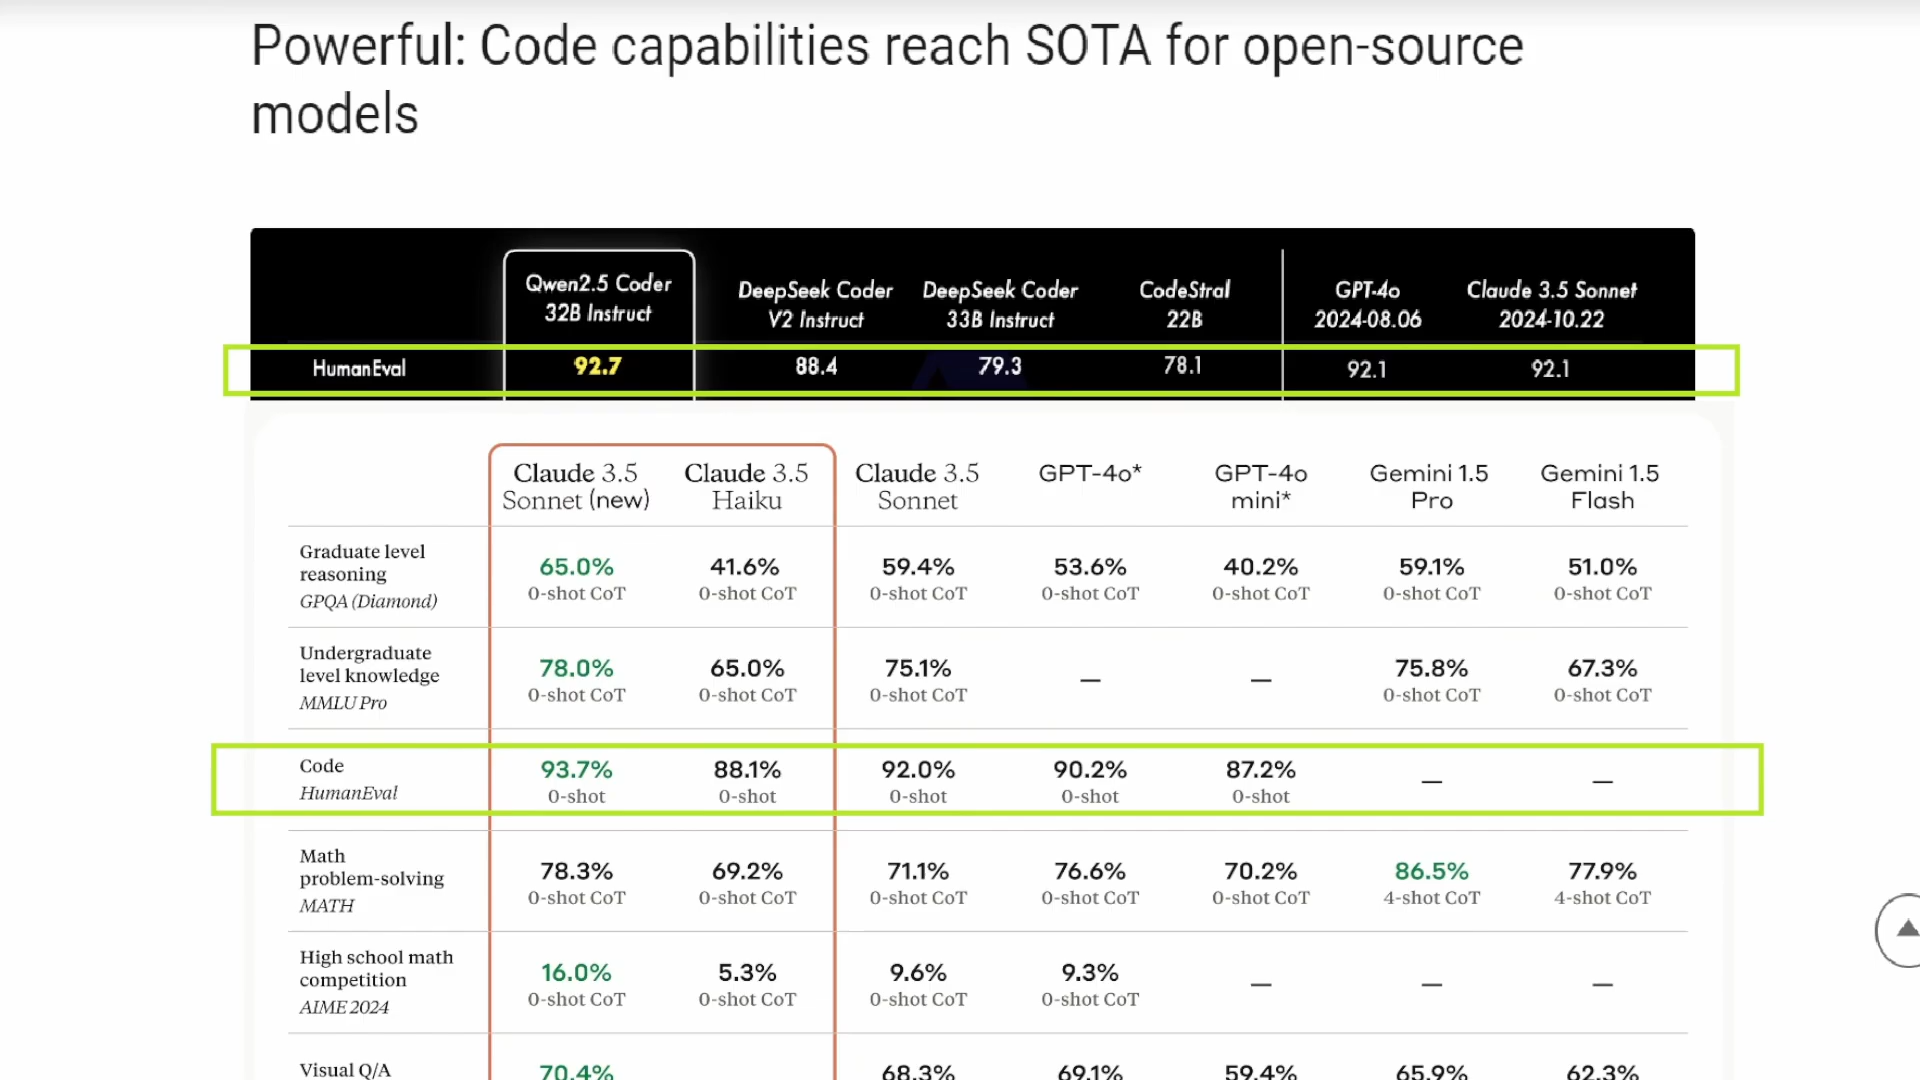 Powerful: Code capabilities reach SOTA for open-source
models
Qwen2.5 Coder
32B Instruct
DeepSeek Coder
V2 Instruct
DeepSeek Coder
33B Instruct
CodeStral
22B
GPT-4o
2024-08.06
Claude 3.5 Sonnet
2024-10.22
HumanEval 92.7 88.4 79.3 78.1 92.1 92.1
Claude 3.5
Sonnet (new)
Claude 3.5
Haiku
Claude 3.5
Sonnet
GPT-4o*
GPT-4o
mini*
Gemini 1.5
Pro
Gemini 1.5
Flash
Graduate level
reasoning
GPQA (Diamond)
65.0% 41.6% 59.4% 53.6% 40.2% 59.1% 51.0%
0-shot CoT 0-shot CoT 0-shot CoT 0-shot CoT 0-shot CoT 0-shot CoT 0-shot CoT
Undergraduate
level knowledge
MMLU Pro
78.0% 65.0% 75.1% — — 75.8% 67.3%
0-shot CoT 0-shot CoT 0-shot CoT 0-shot CoT 0-shot CoT
Code
HumanEval
93.7% 88.1% 92.0% 90.2% 87.2% — —
0-shot 0-shot 0-shot 0-shot 0-shot
Math
problem-solving
MATH
78.3% 69.2% 71.1% 76.6% 70.2% 86.5% 77.9%
0-shot CoT 0-shot CoT 0-shot CoT 0-shot CoT 0-shot CoT 4-shot CoT 4-shot CoT
High school math
competition
AIME 2024
16.0% 5.3% 9.6% 9.3% — — —
0-shot CoT 0-shot CoT 0-shot CoT 0-shot CoT
Visual Q/A
70.4% 68.3% 69.1% 59.4% 65.9% 62.3%